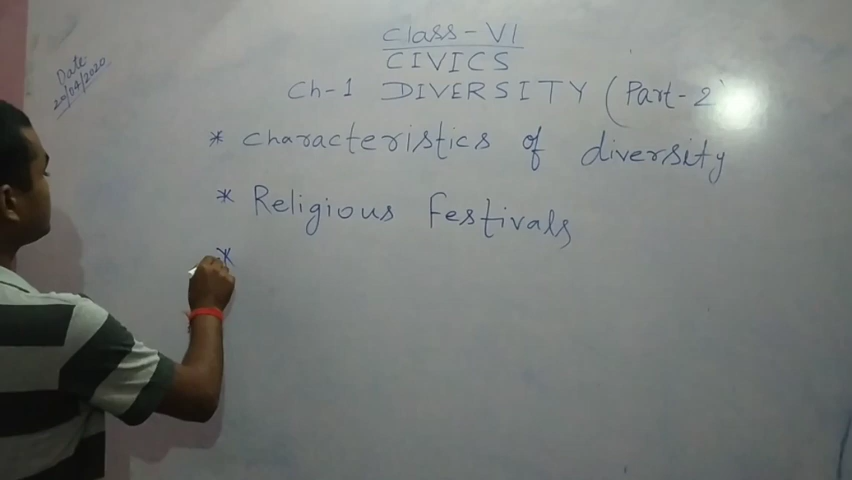 Date
20/04/2020
Class-VI
CIVICS
Ch-1 DIVERSITY (Part-2)
* Characteristics of diversity
* Religious Festivals
*